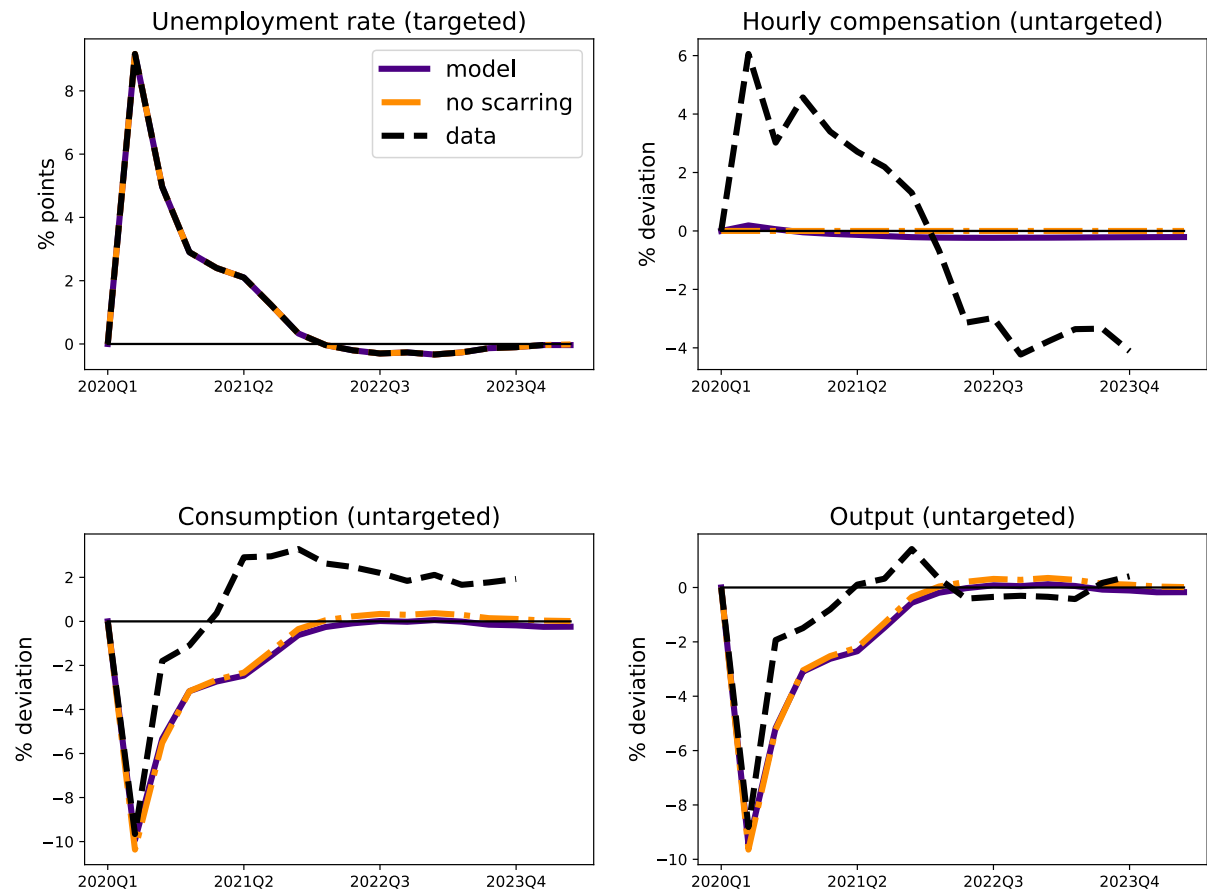 Unemployment rate (targeted)
% points
8
6
4
2
0
2020Q1
2021Q2
2022Q3
2023Q4
model
no scarring
data
Hourly compensation (untargeted)
% deviation
6
4
2
0
−2
−4
2020Q1
2021Q2
2022Q3
2023Q4
Consumption (untargeted)
% deviation
2
0
−2
−4
−6
−8
−10
2020Q1
2021Q2
2022Q3
2023Q4
Output (untargeted)
% deviation
0
−2
−4
−6
−8
−10
2020Q1
2021Q2
2022Q3
2023Q4